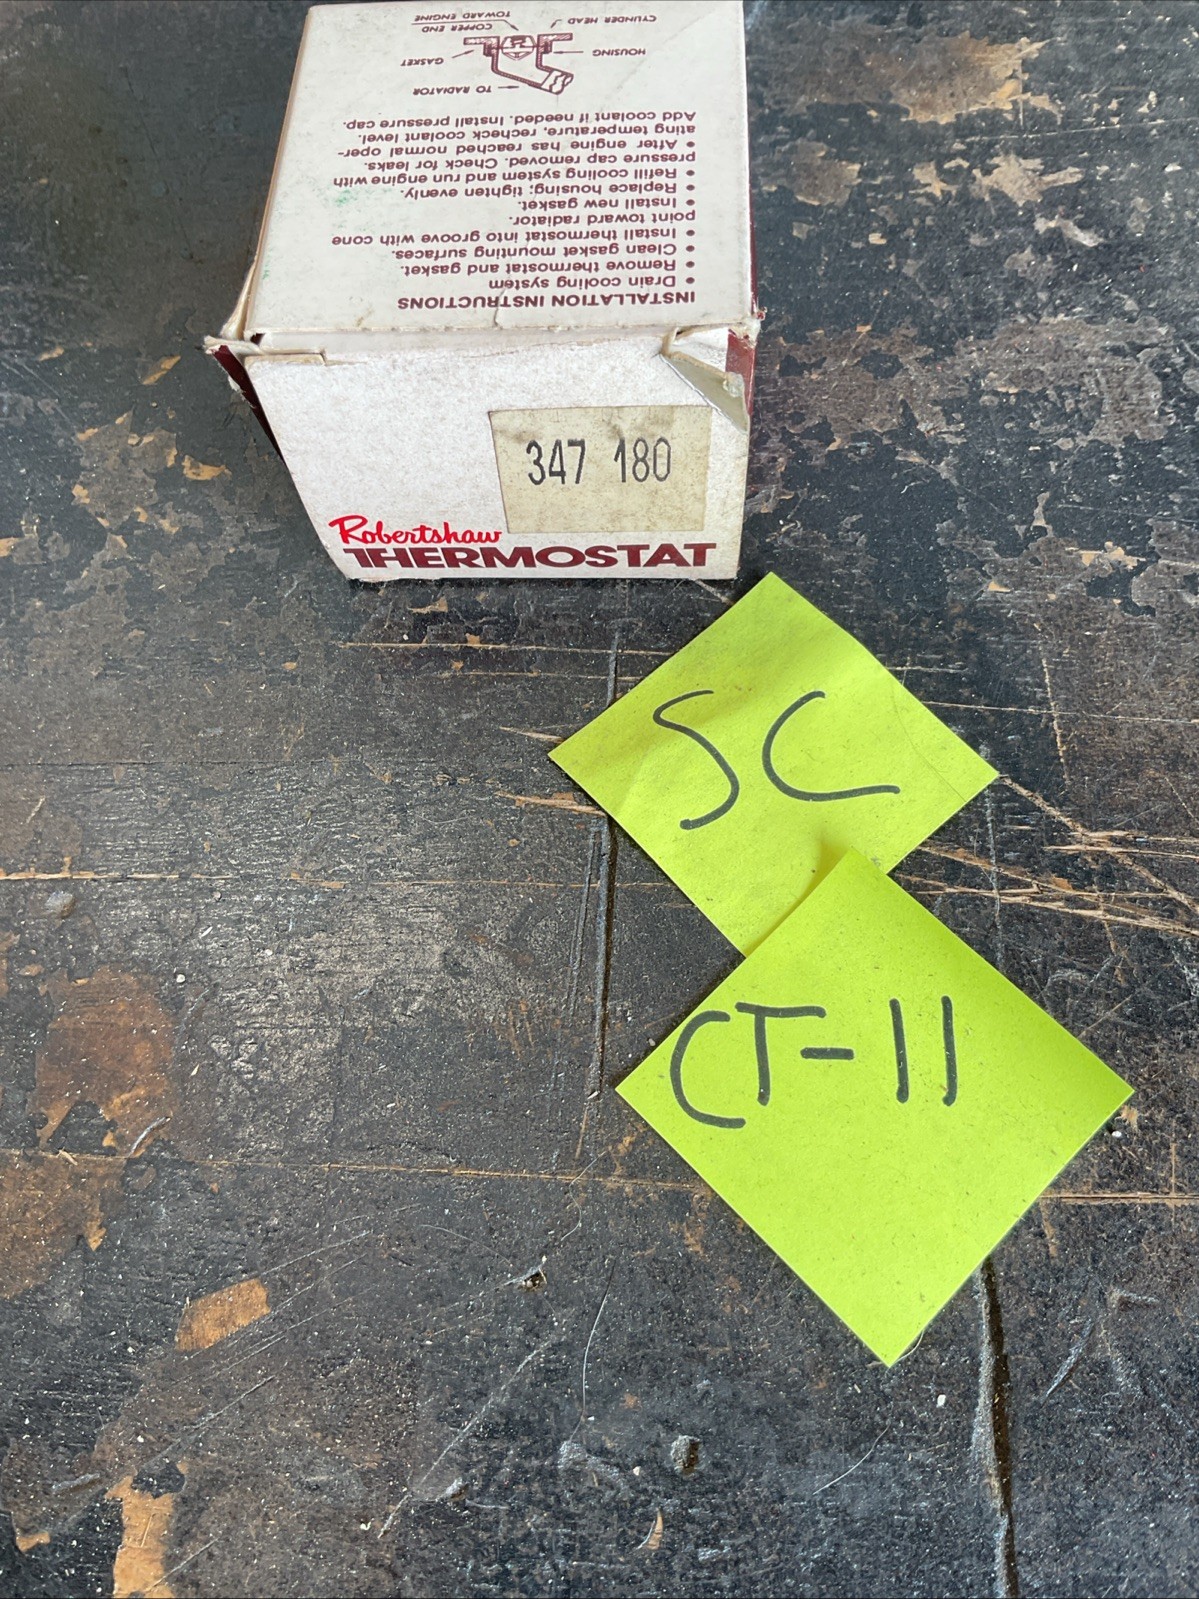 INSTALLATION INSTRUCTIONS
• Drain cooling system
• Remove thermostat and gasket.
• Clean gasket mounting surfaces.
• Install thermostat into groove with cone
point toward radiator.
• Install new gasket.
• Replace housing; tighten evenly.
• Refill cooling system and run engine with
pressure cap removed. Check for leaks.
• After engine has reached normal oper-
ating temperature, recheck coolant level.
Add coolant if needed. Install pressure cap.
TO RADIATOR
GASKET
HOUSING
COPPER END
TOWARD ENGINE
CYLINDER HEAD
347 180
Robertshaw
THERMOSTAT
SC
CT-11